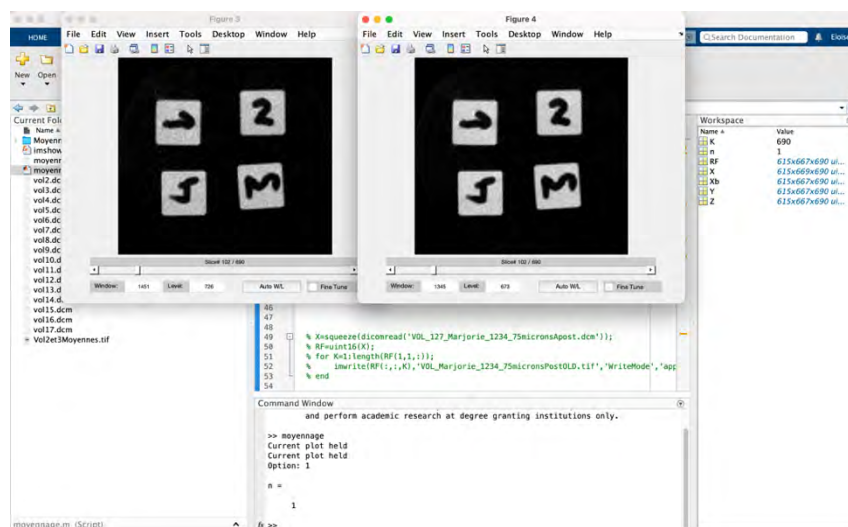 Figure 3
Figure 4
File Edit View Insert Tools Desktop Window Help
File Edit View Insert Tools Desktop Window Help
HOME
Search Documentation
Elois
New
Open
2
M
2
M
Slice# 102 / 690
Window: 1451 Level: 726 Auto W/L Fine Tune
Slice# 102 / 690
Window: 1345 Level: 673 Auto W/L Fine Tune
Current Fol
Name
Moyenn
imshow
moyenn
moyenn
vol2.dc
vol3.dc
vol4.dc
vol5.dc
vol6.dc
vol7.dc
vol8.dc
vol9.dc
vol10.d
vol11.d
vol12.d
vol13.d
vol14.d
vol15.dcm
vol16.dcm
vol17.dcm
Vol2et3Moyennes.tif
moyennage.m (Script)
46
47
48
49 % X=squeeze(dicomread('VOL_127_Marjorie_1234_75micronsApost.dcm'));
50 % RF=uint16(X);
51 % for K=1:length(RF(1,1,:));
52 % imwrite(RF(:,:,K),'VOL_Marjorie_1234_75micronsPostOLD.tif','WriteMode','app
53 % end
54
Command Window
and perform academic research at degree granting institutions only.
>> moyennage
Current plot held
Current plot held
Option: 1
n =
1
fx >>
Workspace
Name Value
K 690
n 1
RF 615x667x690 ui...
X 615x669x690 ui...
Xb 615x667x690 ui...
Y 615x667x690 ui...
Z 615x667x690 ui...